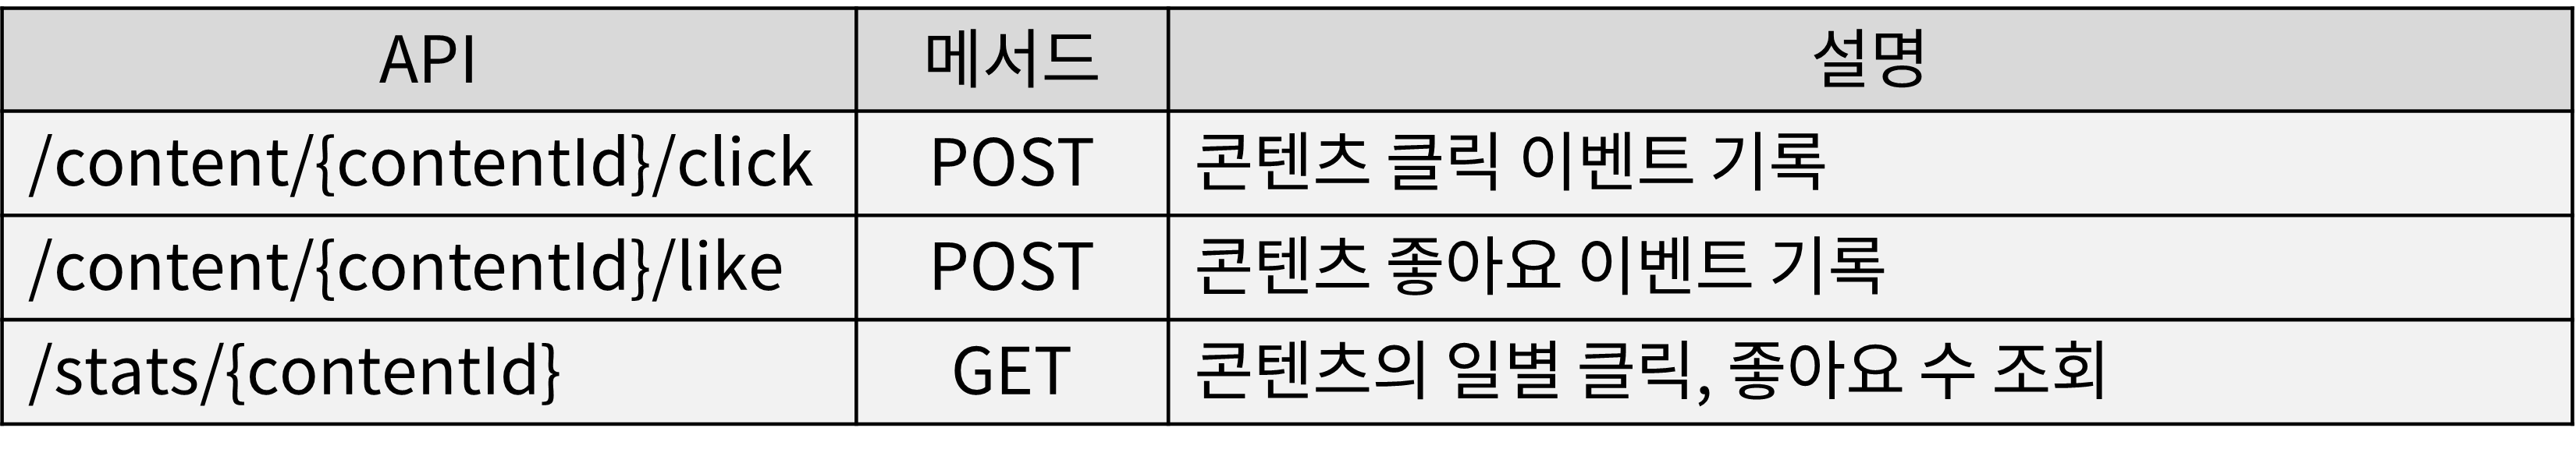 API 메서드 설명
/content/{contentId}/click POST 콘텐츠 클릭 이벤트 기록
/content/{contentId}/like POST 콘텐츠 좋아요 이벤트 기록
/stats/{contentId} GET 콘텐츠의 일별 클릭, 좋아요 수 조회